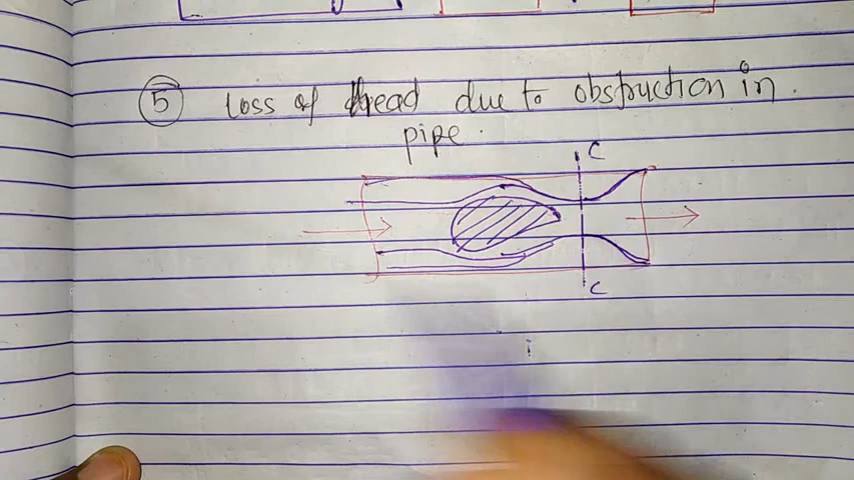 5 Loss of Head due to obstruction in.
pipe.
C
C